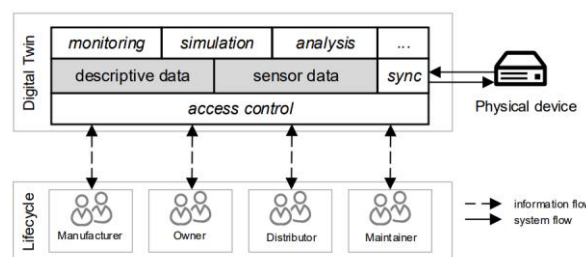 Digital Twin
monitoring simulation analysis ...
descriptive data sensor data sync
access control
Physical device
Lifecycle
Manufacturer Owner Distributor Maintainer
information flow
system flow